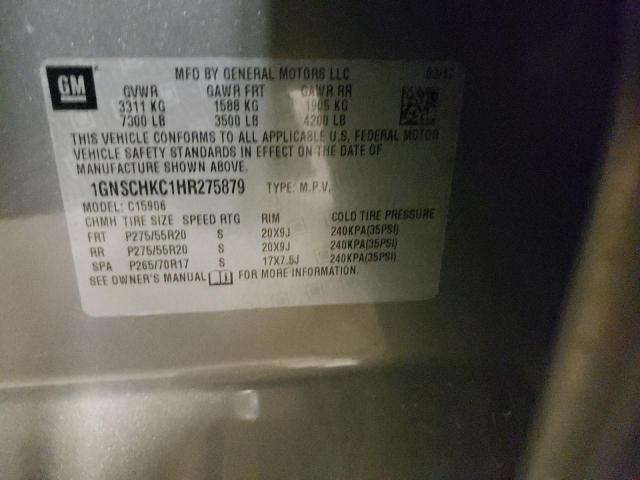 GM
MFD BY GENERAL MOTORS LLC
GVWR GAWR FRT GAWR RR
3311 KG 1588 KG 1905 KG
7300 LB 3500 LB 4200 LB
THIS VEHICLE CONFORMS TO ALL APPLICABLE U.S. FEDERAL MOTOR
VEHICLE SAFETY STANDARDS IN EFFECT ON THE DATE OF
MANUFACTURE SHOWN ABOVE.
1GNSCHKC1HR275879 TYPE: M.P.V.
MODEL: C15906
CHMH TIRE SIZE SPEED RTG RIM COLD TIRE PRESSURE
FRT P275/55R20 S 20X9J 240KPA(35PSI)
RR P275/55R20 S 20X9J 240KPA(35PSI)
SPA P265/70R17 S 17X7.5J 240KPA(35PSI)
SEE OWNER'S MANUAL FOR MORE INFORMATION.